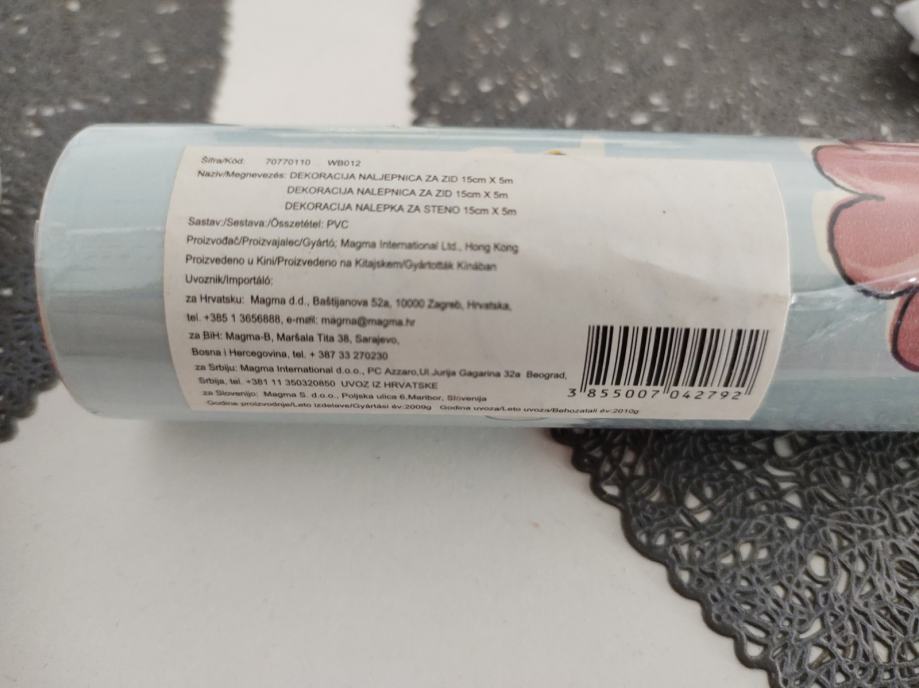 Šifra/Kód: 70770110 WB012
Naziv/Megnevezés: DEKORACIJA NALJEPNICA ZA ZID 15cm X 5m
DEKORACIJA NALEPNICA ZA ZID 15cm X 5m
DEKORACIJA NALEPKA ZA STENO 15cm X 5m
Sastav:/Sestava:/Összetétel: PVC
Proizvođač/Proizvajalec/Gyártó; Magma International Ltd., Hong Kong
Proizvedeno u Kini/Proizvedeno na Kitajskem/Gyártották Kínában
Uvoznik/Importáló:
za Hrvatsku: Magma d.d., Baštijanova 52a, 10000 Zagreb, Hrvatska,
tel. +385 1 3656888, e-mail: magma@magma.hr
za BiH: Magma-B, Maršala Tita 38, Sarajevo,
Bosna i Hercegovina, tel. + 387 33 270230
za Srbiju: Magma International d.o.o., PC Azzaro,Ul.Jurija Gagarina 32a Beograd,
Srbija, tel. +381 11 350320850 UVOZ IZ HRVATSKE
za Sloveniju: Magma S. d.o.o., Poljska ulica 6,Maribor, Slovenija
Godina proizvodnje/Leto izdelave/Gyártási év:2009g Godina uvoza/Leto uvoza/Behozatali év:2010g
3 855007 042792